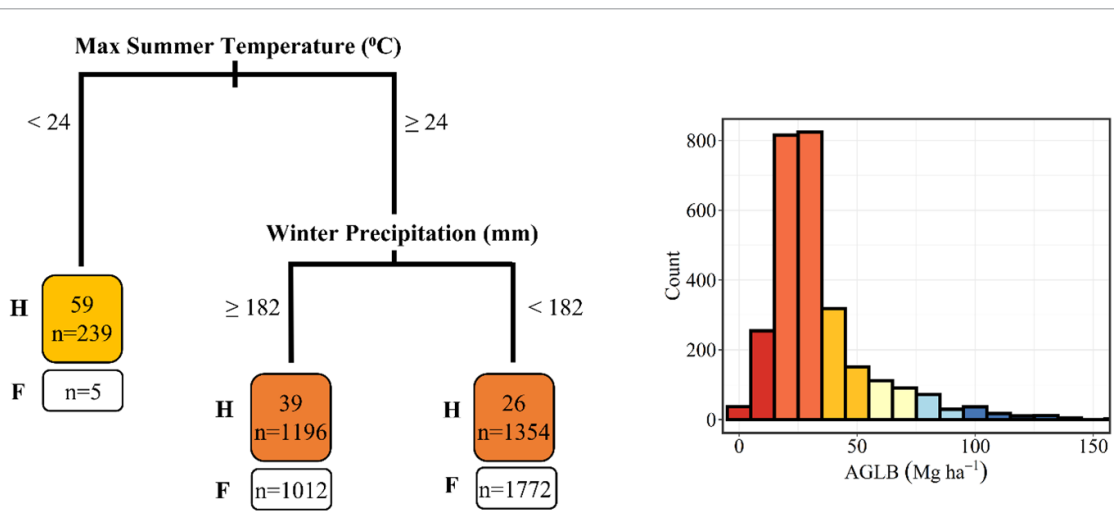 Max Summer Temperature (⁰C)
< 24
≥ 24
Winter Precipitation (mm)
≥ 182
< 182
H
59
n=239
F
n=5
H
39
n=1196
F
n=1012
H
26
n=1354
F
n=1772
Count
800
600
400
200
0
0
50
100
150
AGLB (Mg ha⁻¹)